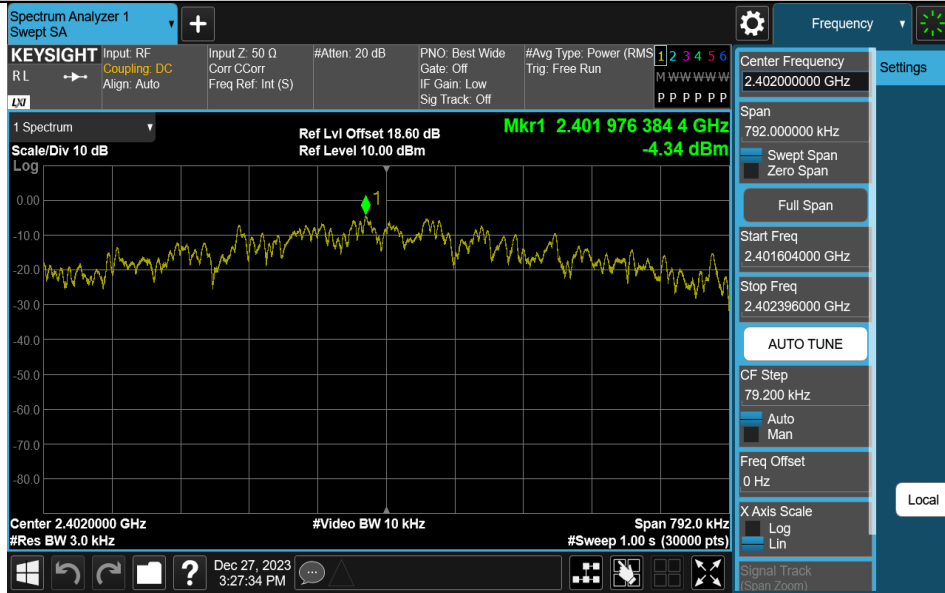 Spectrum Analyzer 1
Swept SA
+
Frequency
KEYSIGHT
R L
LXI
Input: RF
Coupling: DC
Align: Auto
Input Z: 50 Ω
Corr CCorr
Freq Ref: Int (S)
#Atten: 20 dB
PNO: Best Wide
Gate: Off
IF Gain: Low
Sig Track: Off
#Avg Type: Power (RMS
Trig: Free Run
1 2 3 4 5 6
M W W W W W
P P P P P P
1 Spectrum
Scale/Div 10 dB
Log
Ref Lvl Offset 18.60 dB
Ref Level 10.00 dBm
Mkr1 2.401 976 384 4 GHz
-4.34 dBm
1
0.00
-10.0
-20.0
-30.0
-40.0
-50.0
-60.0
-70.0
-80.0
Center 2.4020000 GHz
#Res BW 3.0 kHz
#Video BW 10 kHz
Span 792.0 kHz
#Sweep 1.00 s (30000 pts)
?
Dec 27, 2023
3:27:34 PM
Center Frequency
2.402000000 GHz
Span
792.000000 kHz
Swept Span
Zero Span
Full Span
Start Freq
2.401604000 GHz
Stop Freq
2.402396000 GHz
AUTO TUNE
CF Step
79.200 kHz
Auto
Man
Freq Offset
0 Hz
X Axis Scale
Log
Lin
Signal Track
(Span Zoom)
Settings
Local